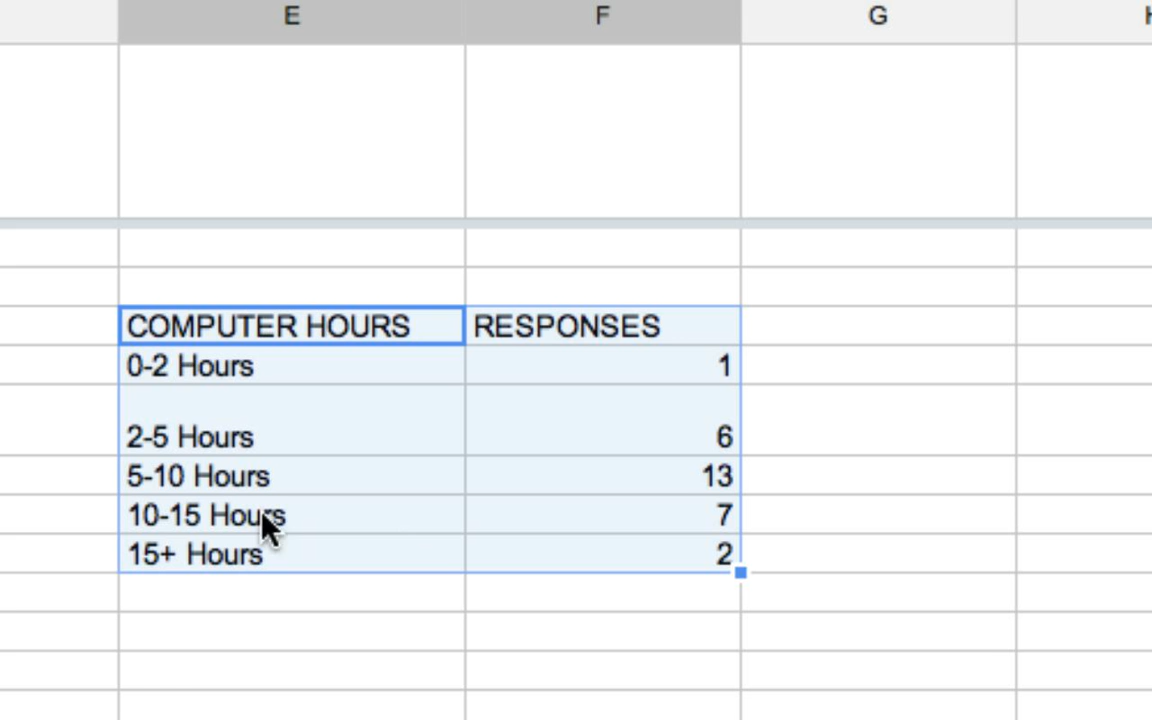 E F G
COMPUTER HOURS RESPONSES
0-2 Hours 1
2-5 Hours 6
5-10 Hours 13
10-15 Hours 7
15+ Hours 2